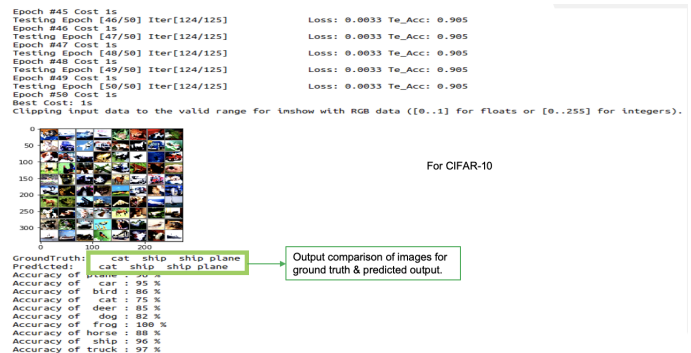 Epoch #45 Cost 1s
Testing Epoch [46/50] Iter[124/125] Loss: 0.0033 Te_Acc: 0.905
Epoch #46 Cost 1s
Testing Epoch [47/50] Iter[124/125] Loss: 0.0033 Te_Acc: 0.905
Epoch #47 Cost 1s
Testing Epoch [48/50] Iter[124/125] Loss: 0.0033 Te_Acc: 0.905
Epoch #48 Cost 1s
Testing Epoch [49/50] Iter[124/125] Loss: 0.0033 Te_Acc: 0.905
Epoch #49 Cost 1s
Testing Epoch [50/50] Iter[124/125] Loss: 0.0033 Te_Acc: 0.905
Epoch #50 Cost 1s
Best Cost: 1s
Clipping input data to the valid range for imshow with RGB data ([0..1] for floats or [0..255] for integers).
0
50
100
150
200
250
300
0 100 200
For CIFAR-10
GroundTruth: cat ship ship plane
Predicted: cat ship ship plane
Output comparison of images for
ground truth & predicted output.
Accuracy of plane : %
Accuracy of car : 95 %
Accuracy of bird : 86 %
Accuracy of cat : 75 %
Accuracy of deer : 85 %
Accuracy of dog : 82 %
Accuracy of frog : 100 %
Accuracy of horse : 88 %
Accuracy of ship : 96 %
Accuracy of truck : 97 %